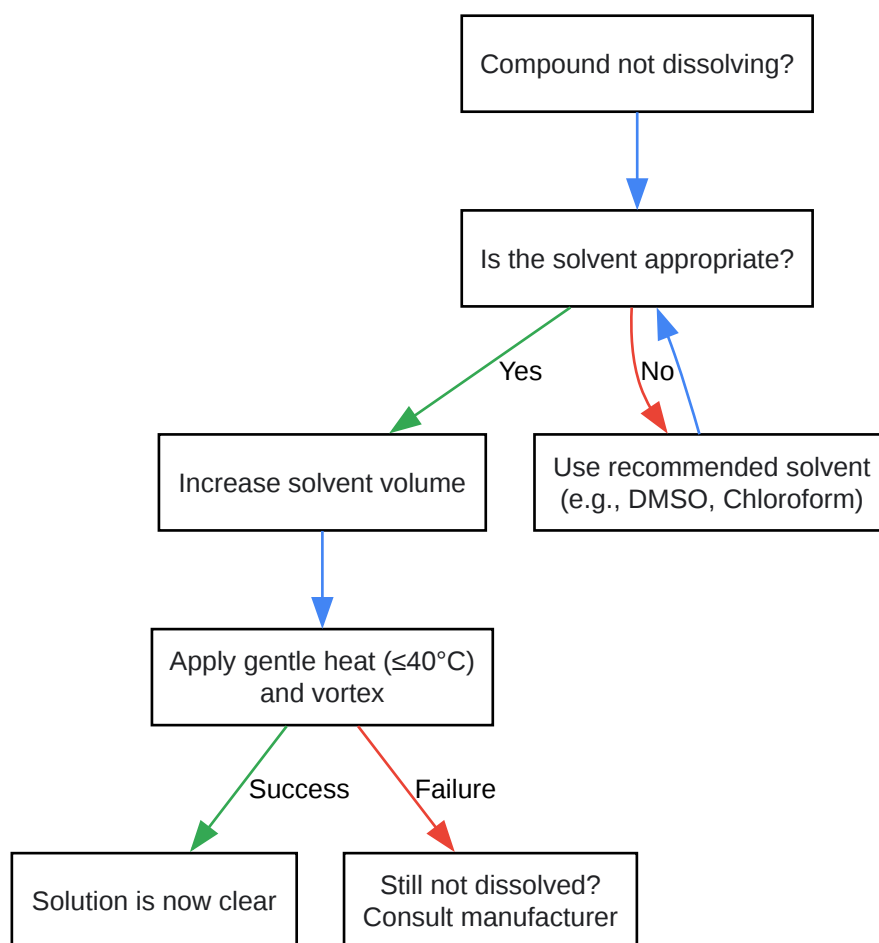 Compound not dissolving?
Is the solvent appropriate?
Yes
No
Increase solvent volume
Use recommended solvent
(e.g., DMSO, Chloroform)
Apply gentle heat (≤40°C)
and vortex
Success
Failure
Solution is now clear
Still not dissolved?
Consult manufacturer